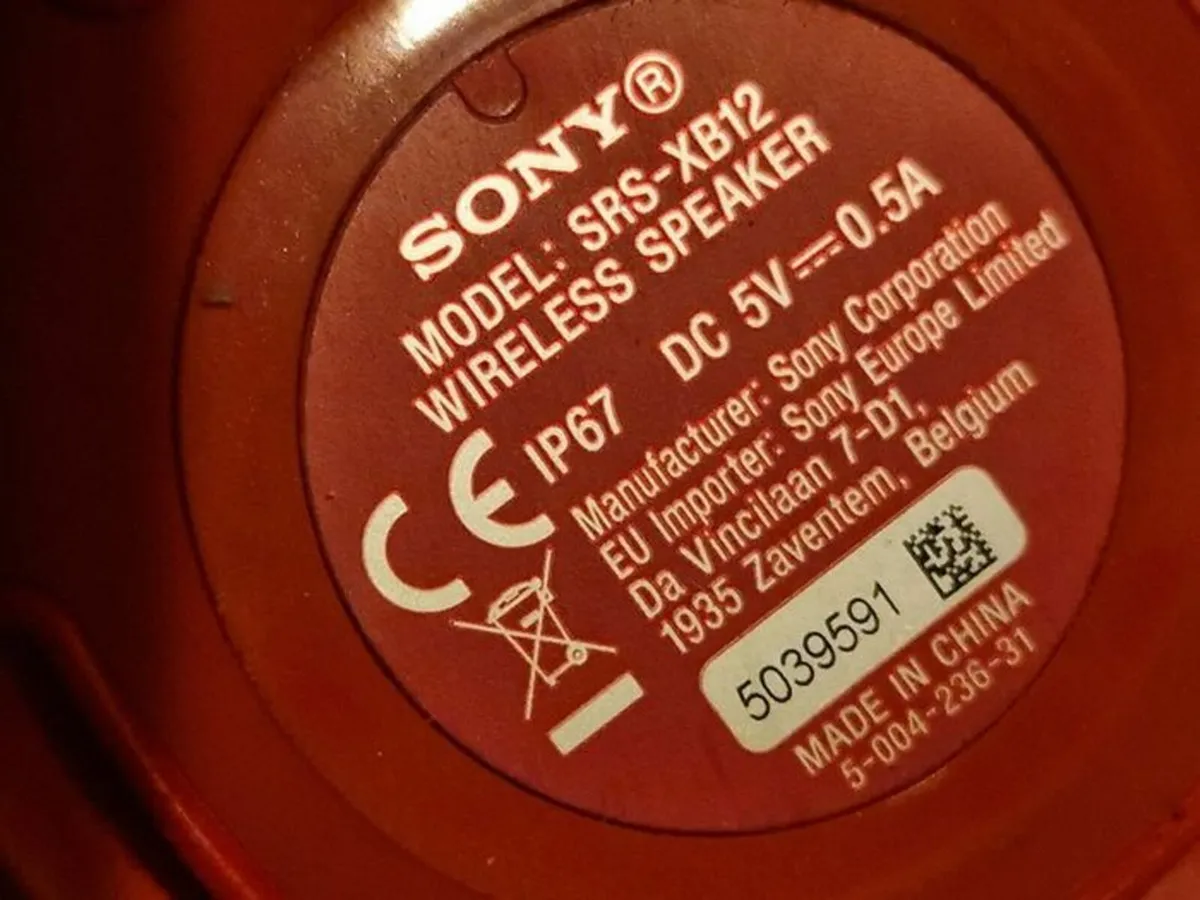 SONY®
MODEL: SRS-XB12
WIRELESS SPEAKER
IP67 DC 5V⎓0.5A
Manufacturer: Sony Corporation
EU Importer: Sony Europe Limited
Da Vincilaan 7-D1,
1935 Zaventem, Belgium
CE
5039591
MADE IN CHINA
5-004-236-31